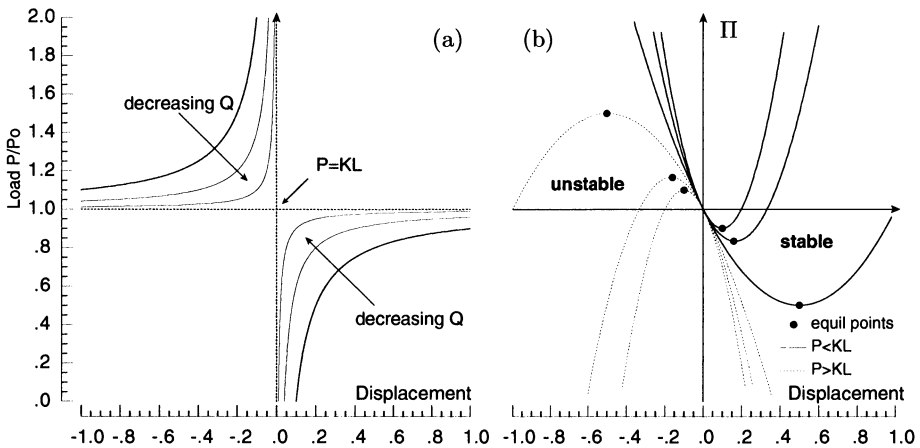 2.0
1.8
1.6
1.4
1.2
1.0
.8
.6
.4
.2
.0
Load P/Po
(a)
decreasing Q
P=KL
decreasing Q
Displacement
-1.0 -.8 -.6 -.4 -.2 .0 .2 .4 .6 .8 1.0
(b)
Π
unstable
stable
equil points
P<KL
P>KL
Displacement
-1.0 -.8 -.6 -.4 -.2 0.0 .2 .4 .6 .8 1.0